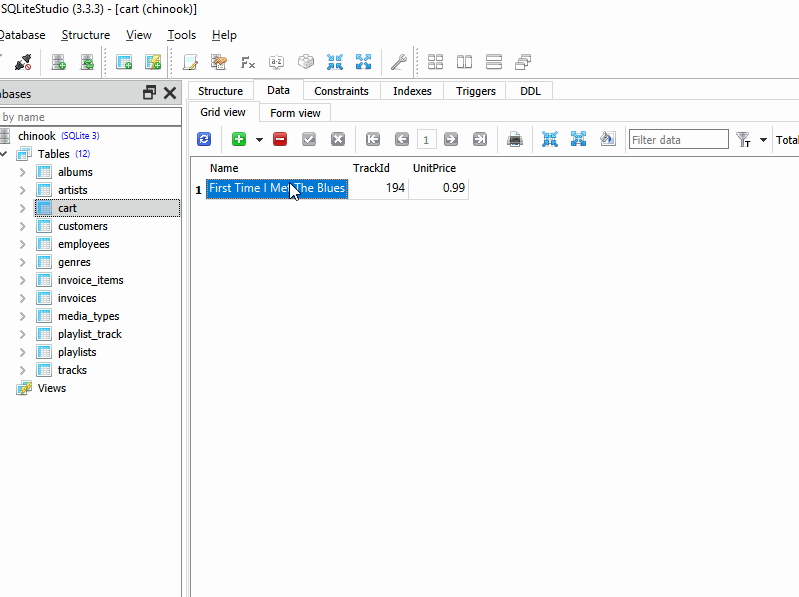 SQLiteStudio (3.3.3) - [cart (chinook)]
Database Structure View Tools Help
bases
by name
chinook (SQLite 3)
Tables (12)
albums
artists
cart
customers
employees
genres
invoice_items
invoices
media_types
playlist_track
playlists
tracks
Views
Structure Data Constraints Indexes Triggers DDL
Grid view Form view
1 Filter data Total
Name TrackId UnitPrice
1 First Time I Met The Blues 194 0.99